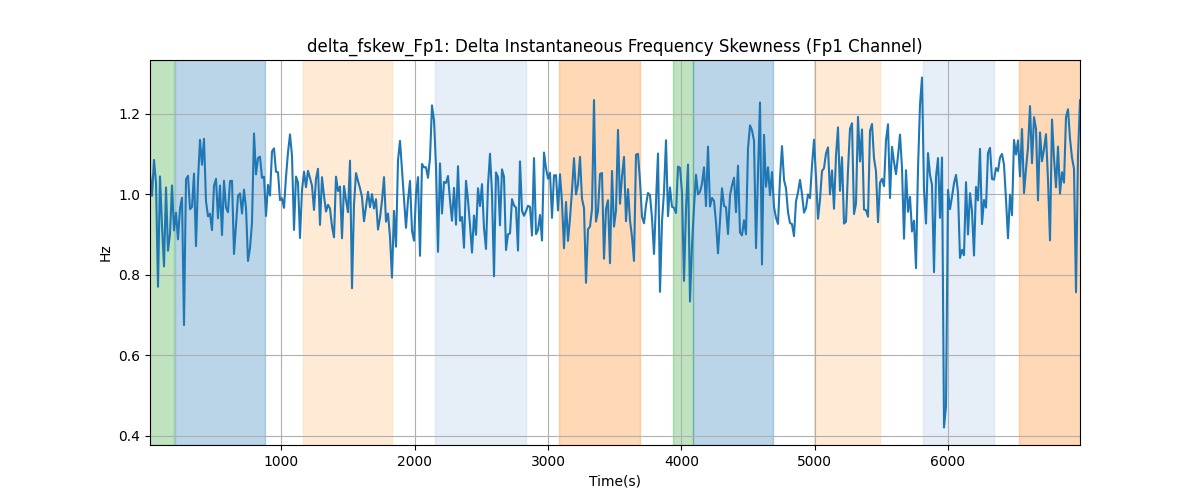 delta_fskew_Fp1: Delta Instantaneous Frequency Skewness (Fp1 Channel)
1.2
1.0
0.8
0.6
0.4
Hz
1000 2000 3000 4000 5000 6000
Time(s)